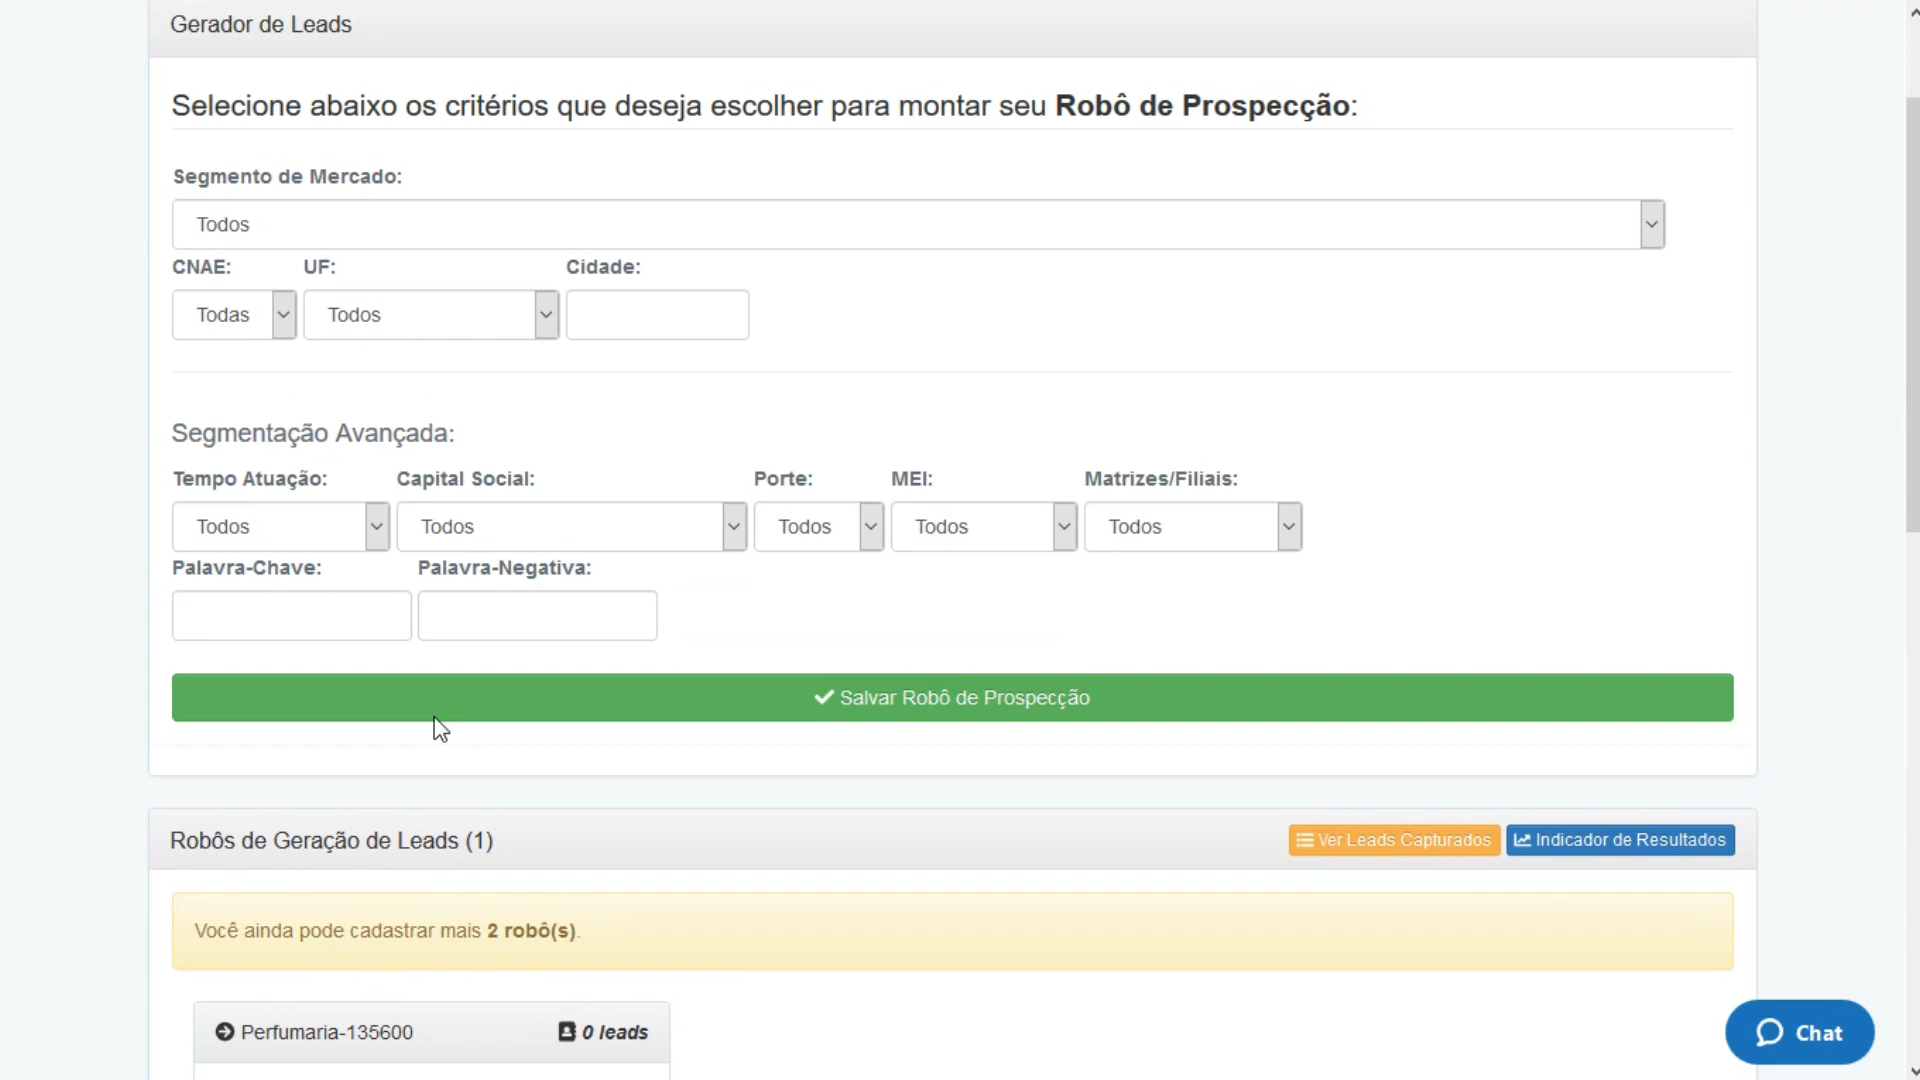 Gerador de Leads
Selecione abaixo os critérios que deseja escolher para montar seu Robô de Prospecção:
Segmento de Mercado:
Todos
CNAE: UF: Cidade:
Todas Todos
Segmentação Avançada:
Tempo Atuação: Capital Social: Porte: MEI: Matrizes/Filiais:
Todos Todos Todos Todos Todos
Palavra-Chave: Palavra-Negativa:
Salvar Robô de Prospecção
Robôs de Geração de Leads (1) Ver Leads Capturados Indicador de Resultados
Você ainda pode cadastrar mais 2 robô(s).
Perfumaria-135600 0 leads
Chat